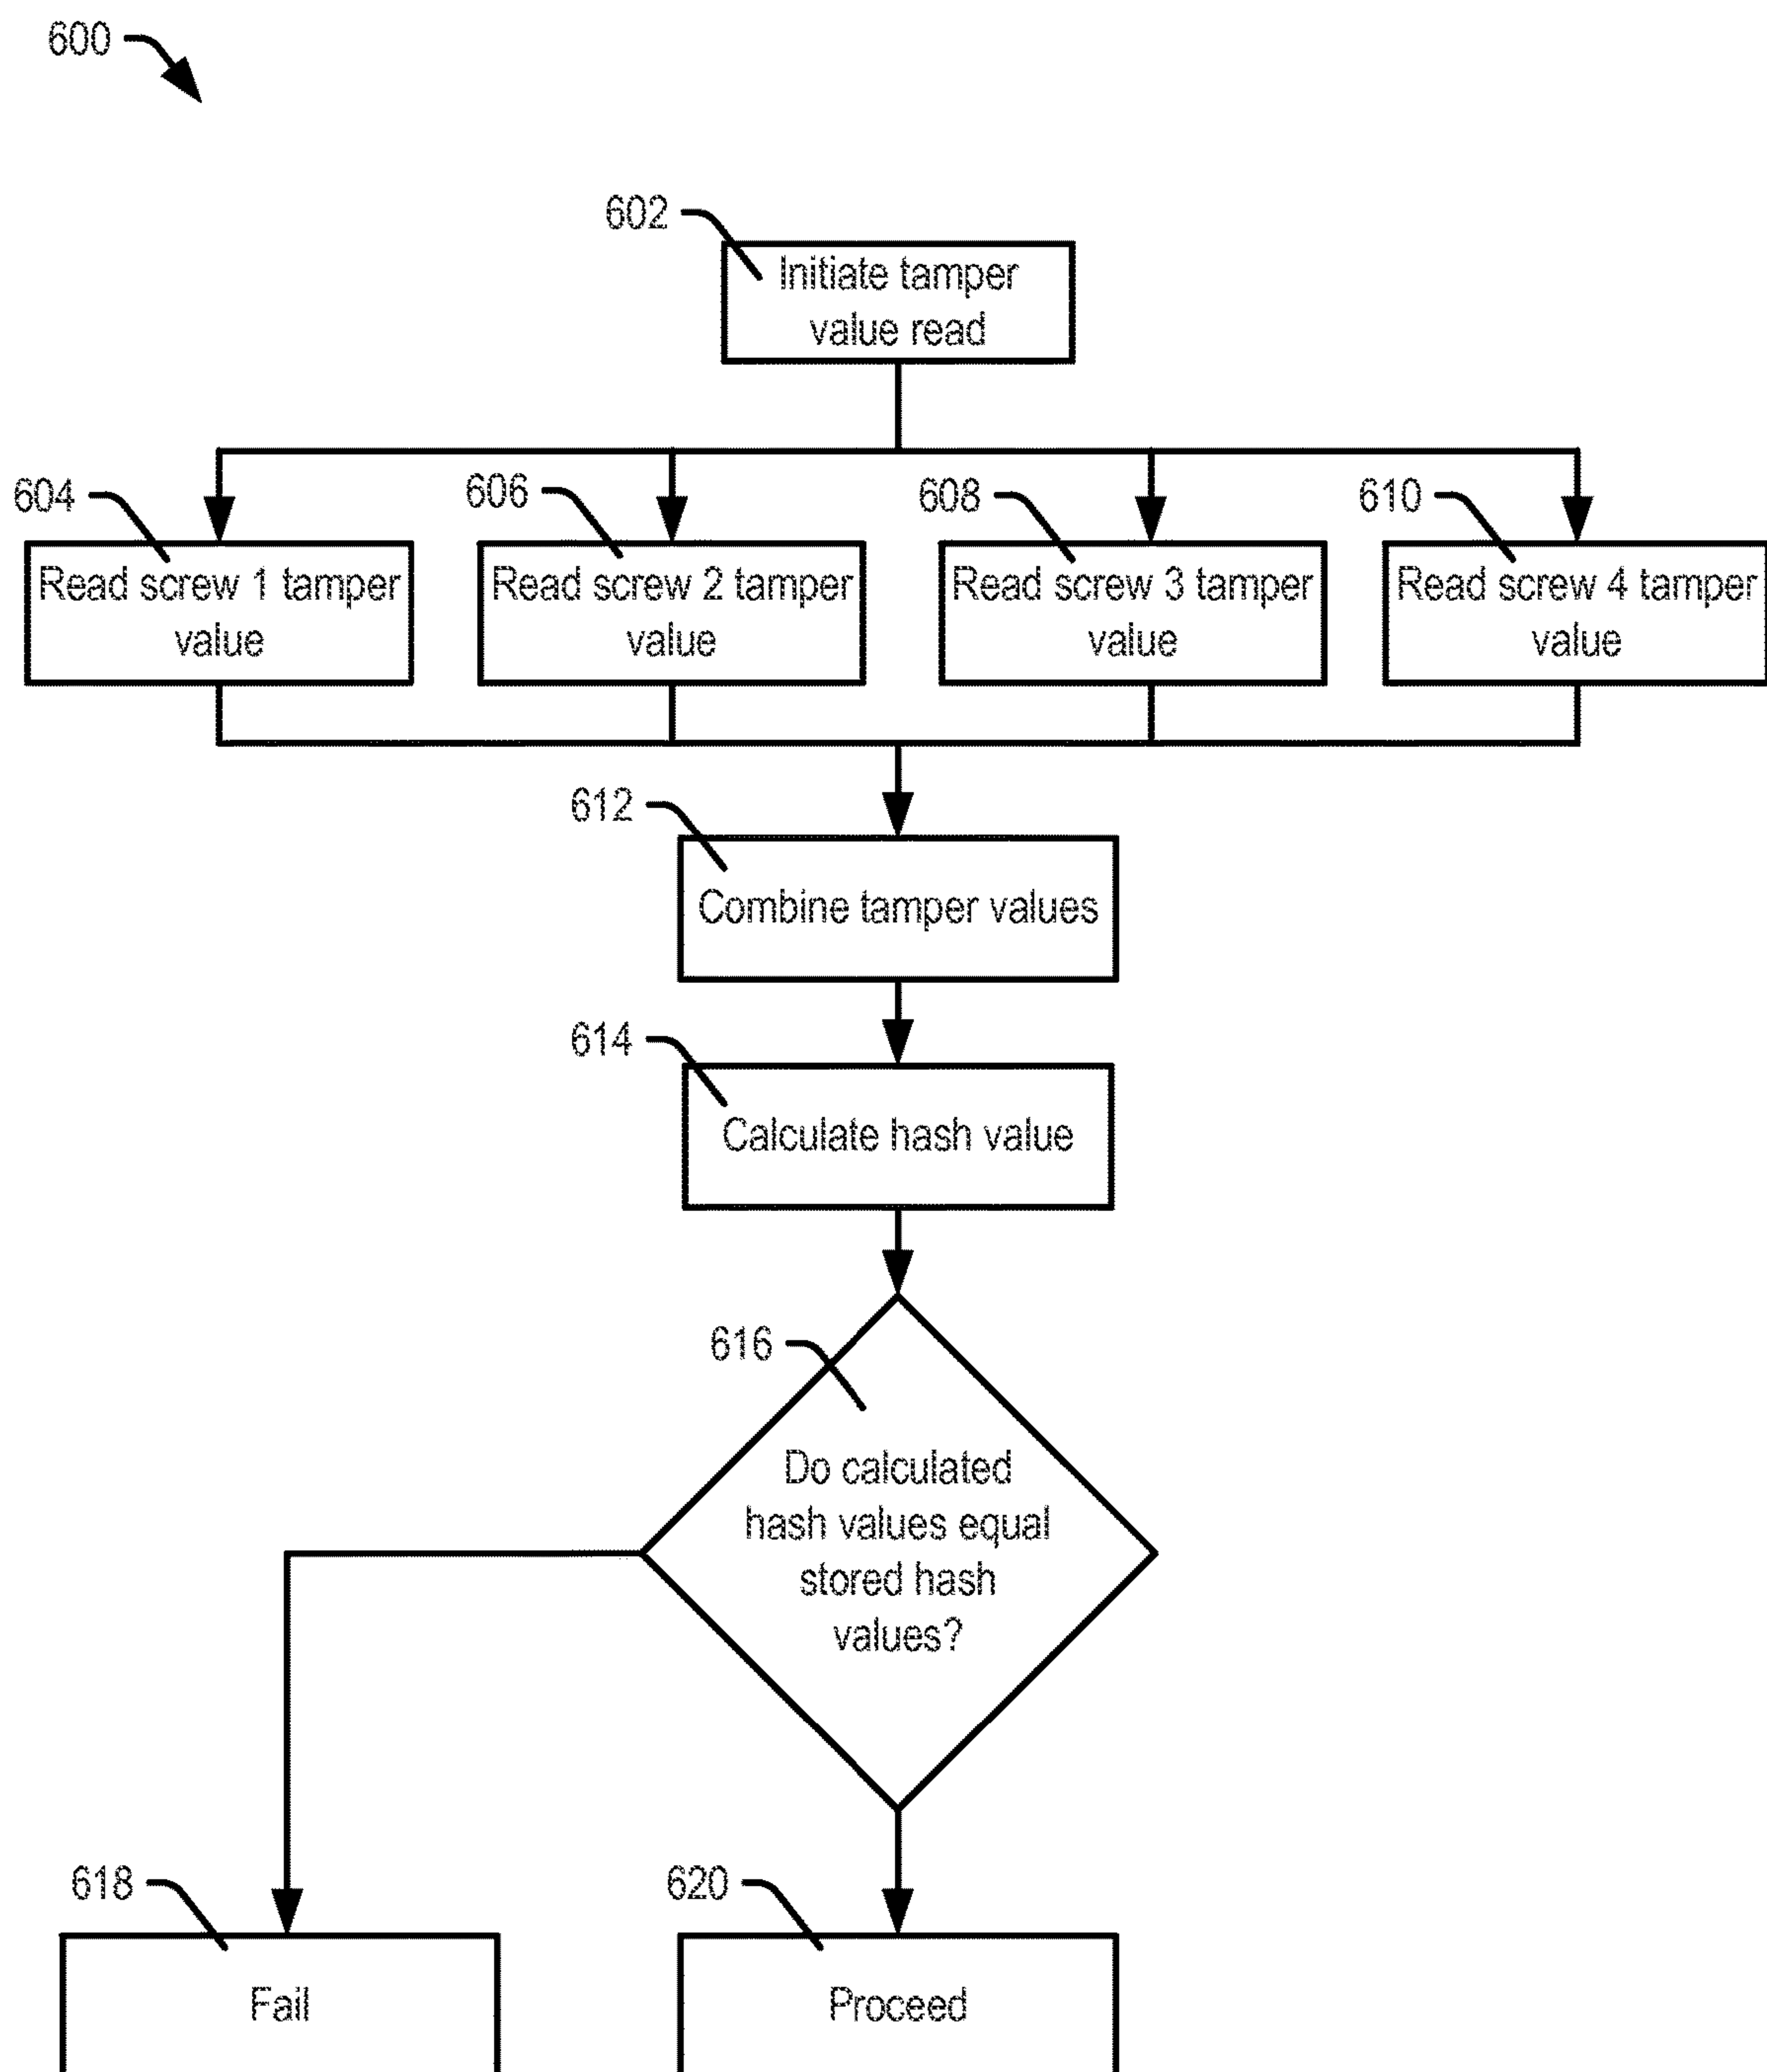 600
602
Initiate tamper
value read
604
606
608
610
Read screw 1 tamper
value
Read screw 2 tamper
value
Read screw 3 tamper
value
Read screw 4 tamper
value
612
Combine tamper values
614
Calculate hash value
616
Do calculated
hash values equal
stored hash
values?
618
620
Fail
Proceed